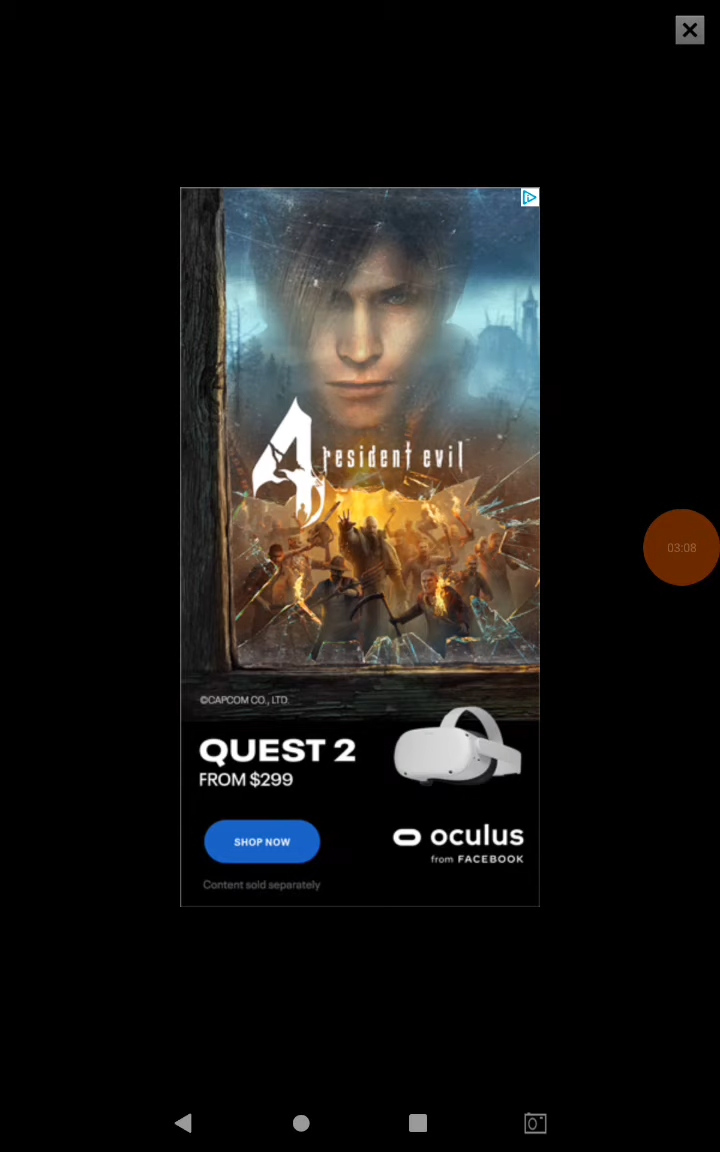 4 resident evil
03:08
©CAPCOM CO., LTD.
QUEST 2
FROM $299
SHOP NOW
oculus
from FACEBOOK
Content sold separately